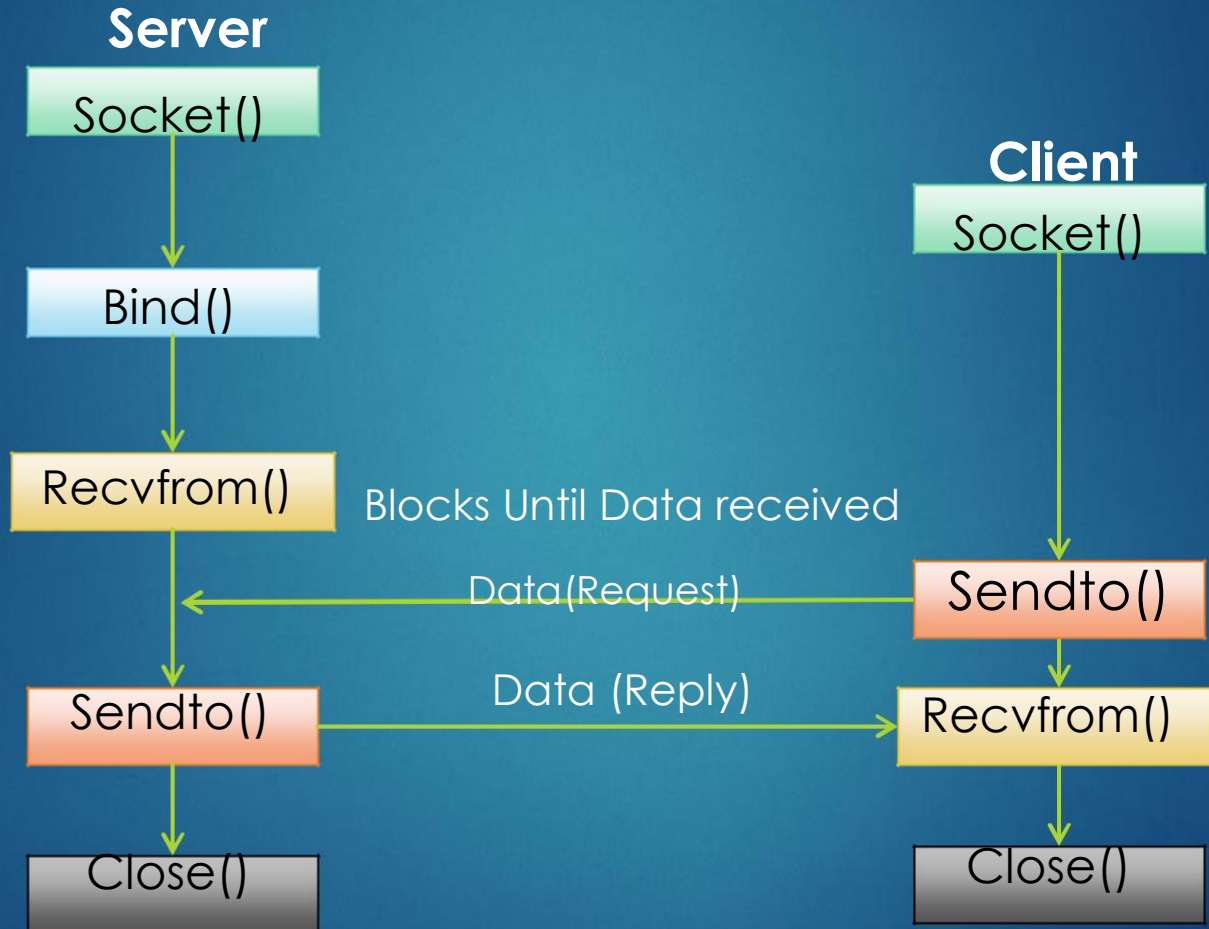 Server
Socket()
Client
Socket()
Bind()
Recvfrom()
Blocks Until Data received
Data(Request)
Sendto()
Sendto()
Data (Reply)
Recvfrom()
Close()
Close()